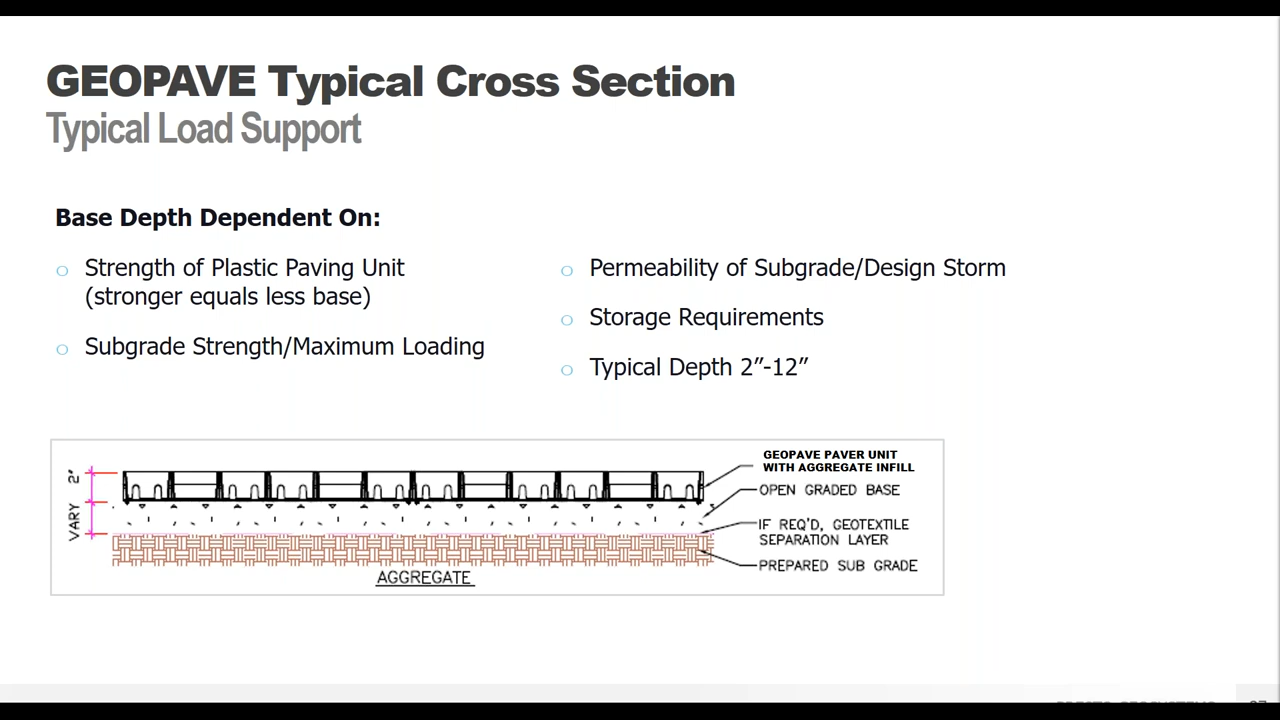 GEOPAVE Typical Cross Section
Typical Load Support
Base Depth Dependent On:
o Strength of Plastic Paving Unit
(stronger equals less base)
o Subgrade Strength/Maximum Loading
o Permeability of Subgrade/Design Storm
o Storage Requirements
o Typical Depth 2”-12”
2"
VARY
GEOPAVE PAVER UNIT
WITH AGGREGATE INFILL
OPEN GRADED BASE
IF REQ'D, GEOTEXTILE
SEPARATION LAYER
PREPARED SUB GRADE
AGGREGATE